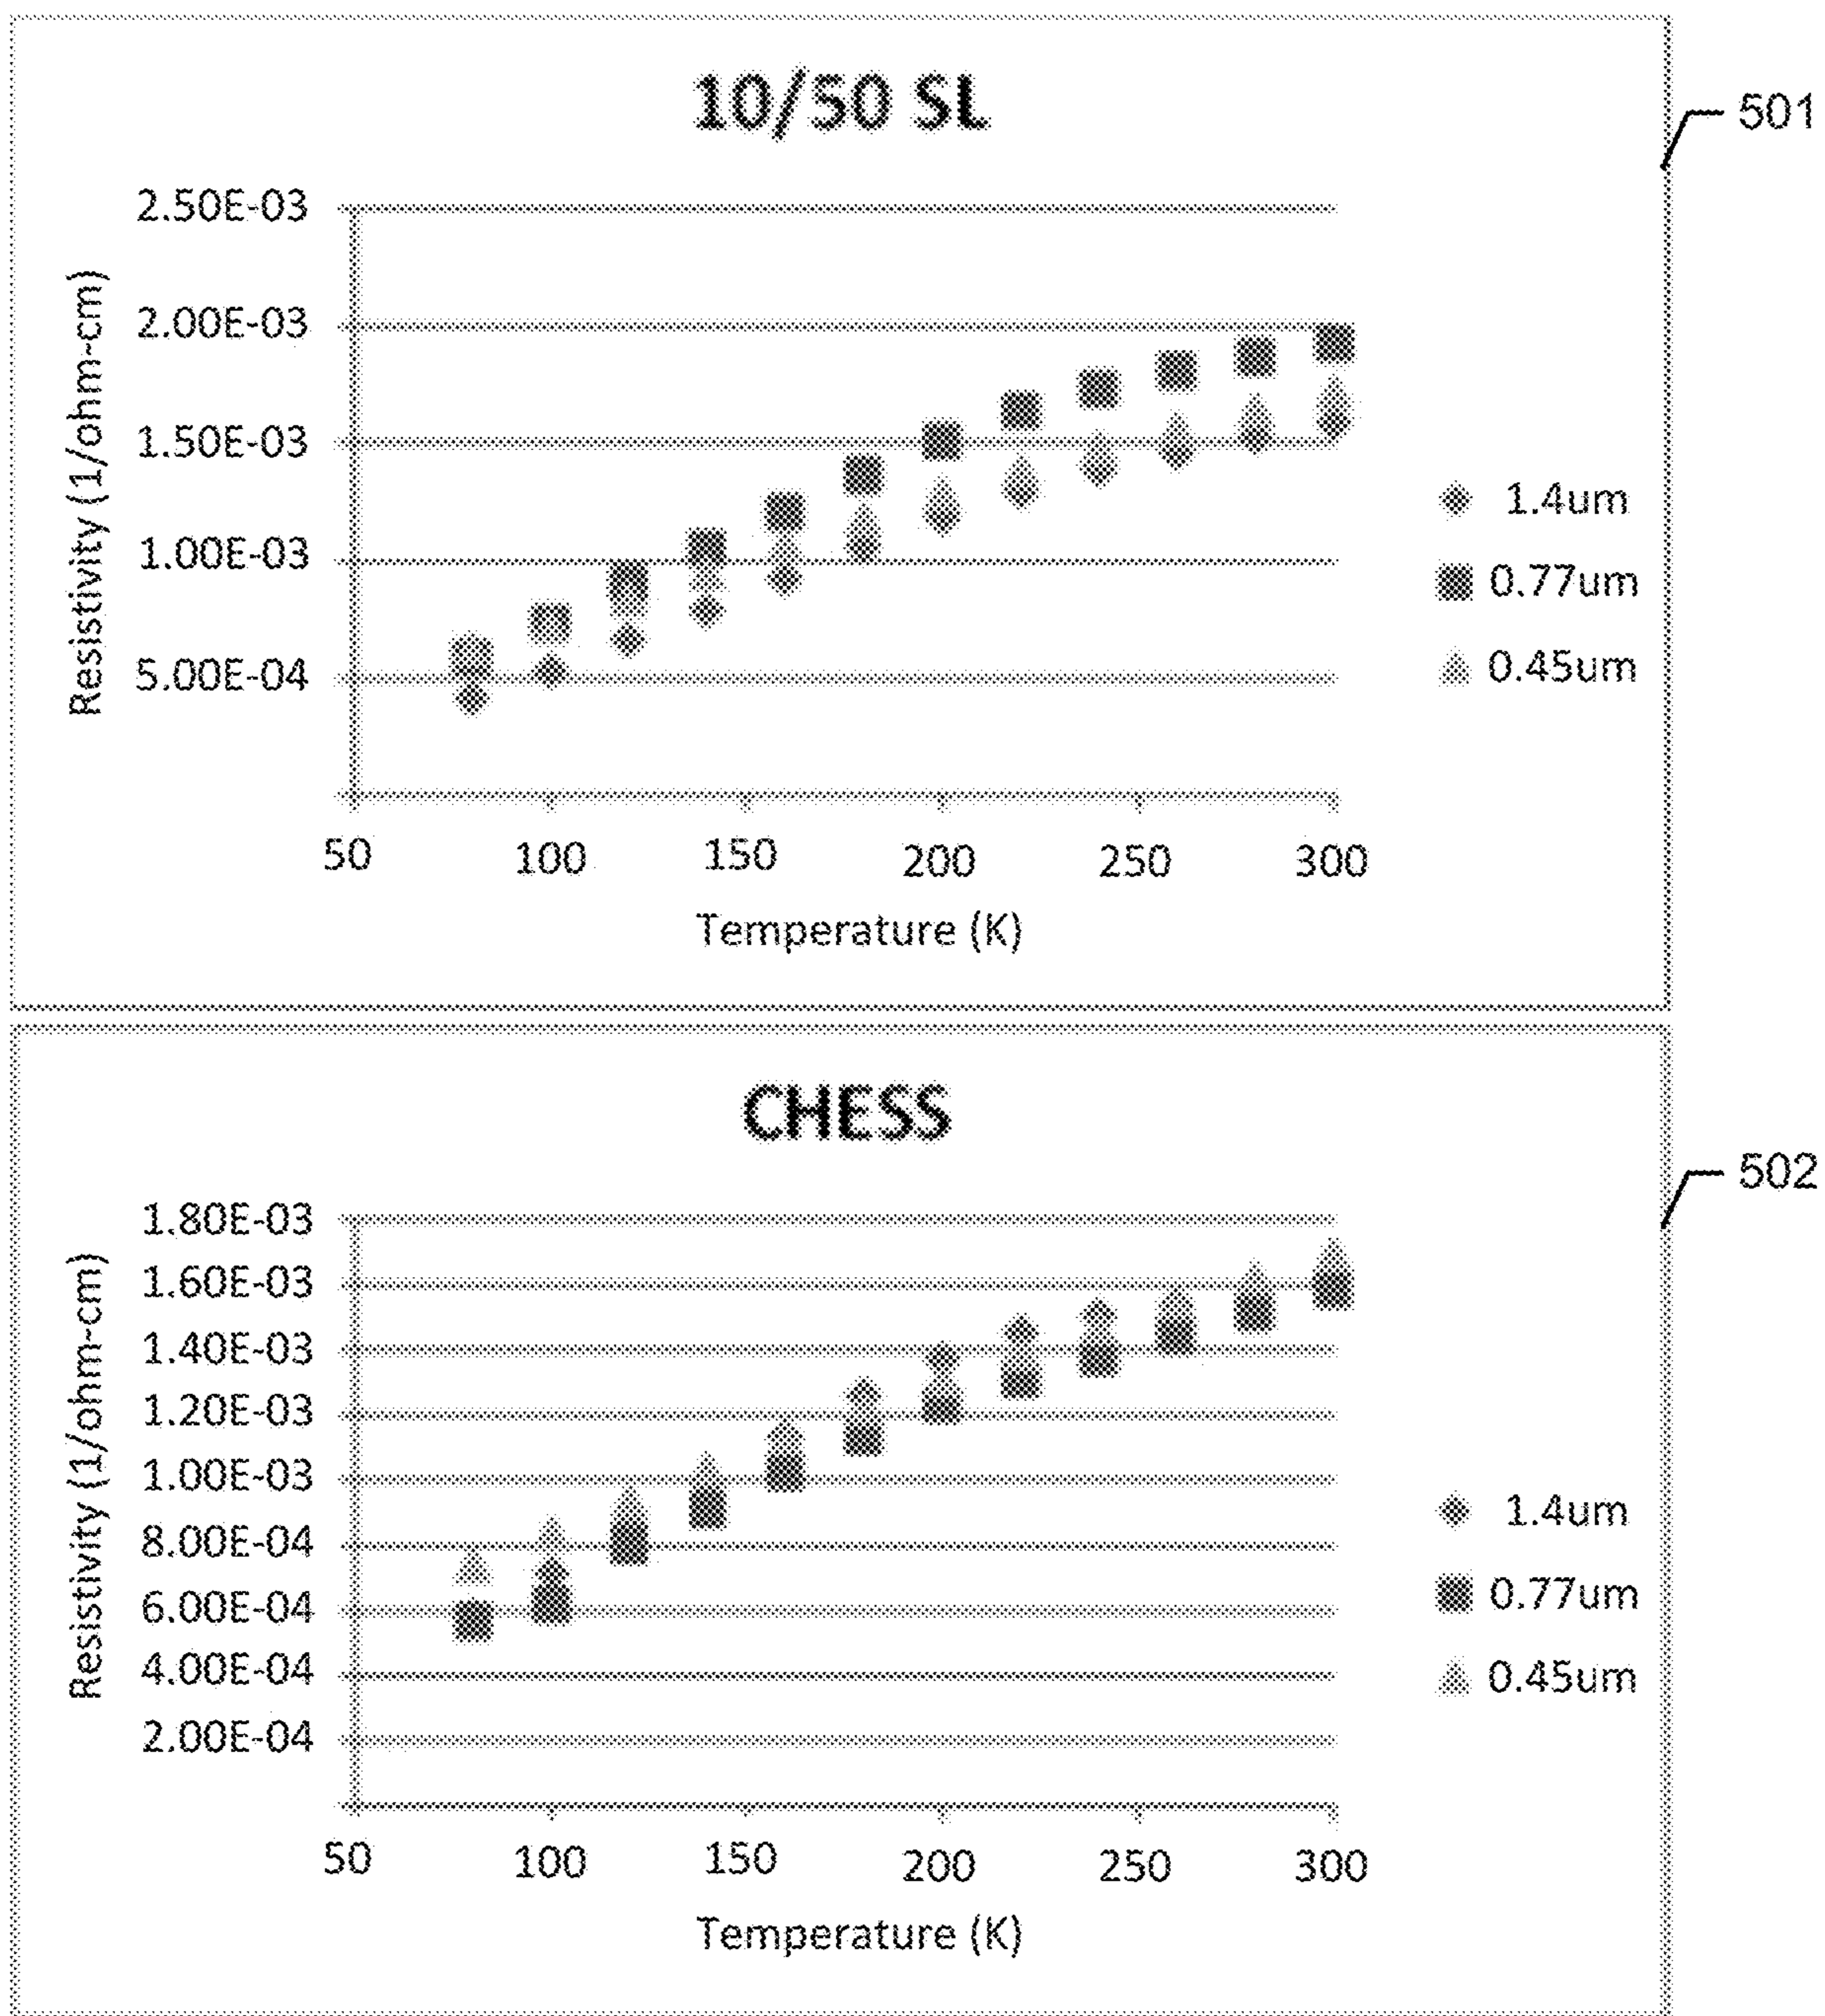 10/50 SL
501
Resistivity (1/ohm-cm)
2.50E-03
2.00E-03
1.50E-03
1.00E-03
5.00E-04
50
100
150
200
250
300
Temperature (K)
1.4um
0.77um
0.45um
CHESS
502
Resistivity (1/ohm-cm)
1.80E-03
1.60E-03
1.40E-03
1.20E-03
1.00E-03
8.00E-04
6.00E-04
4.00E-04
2.00E-04
50
100
150
200
250
300
Temperature (K)
1.4um
0.77um
0.45um